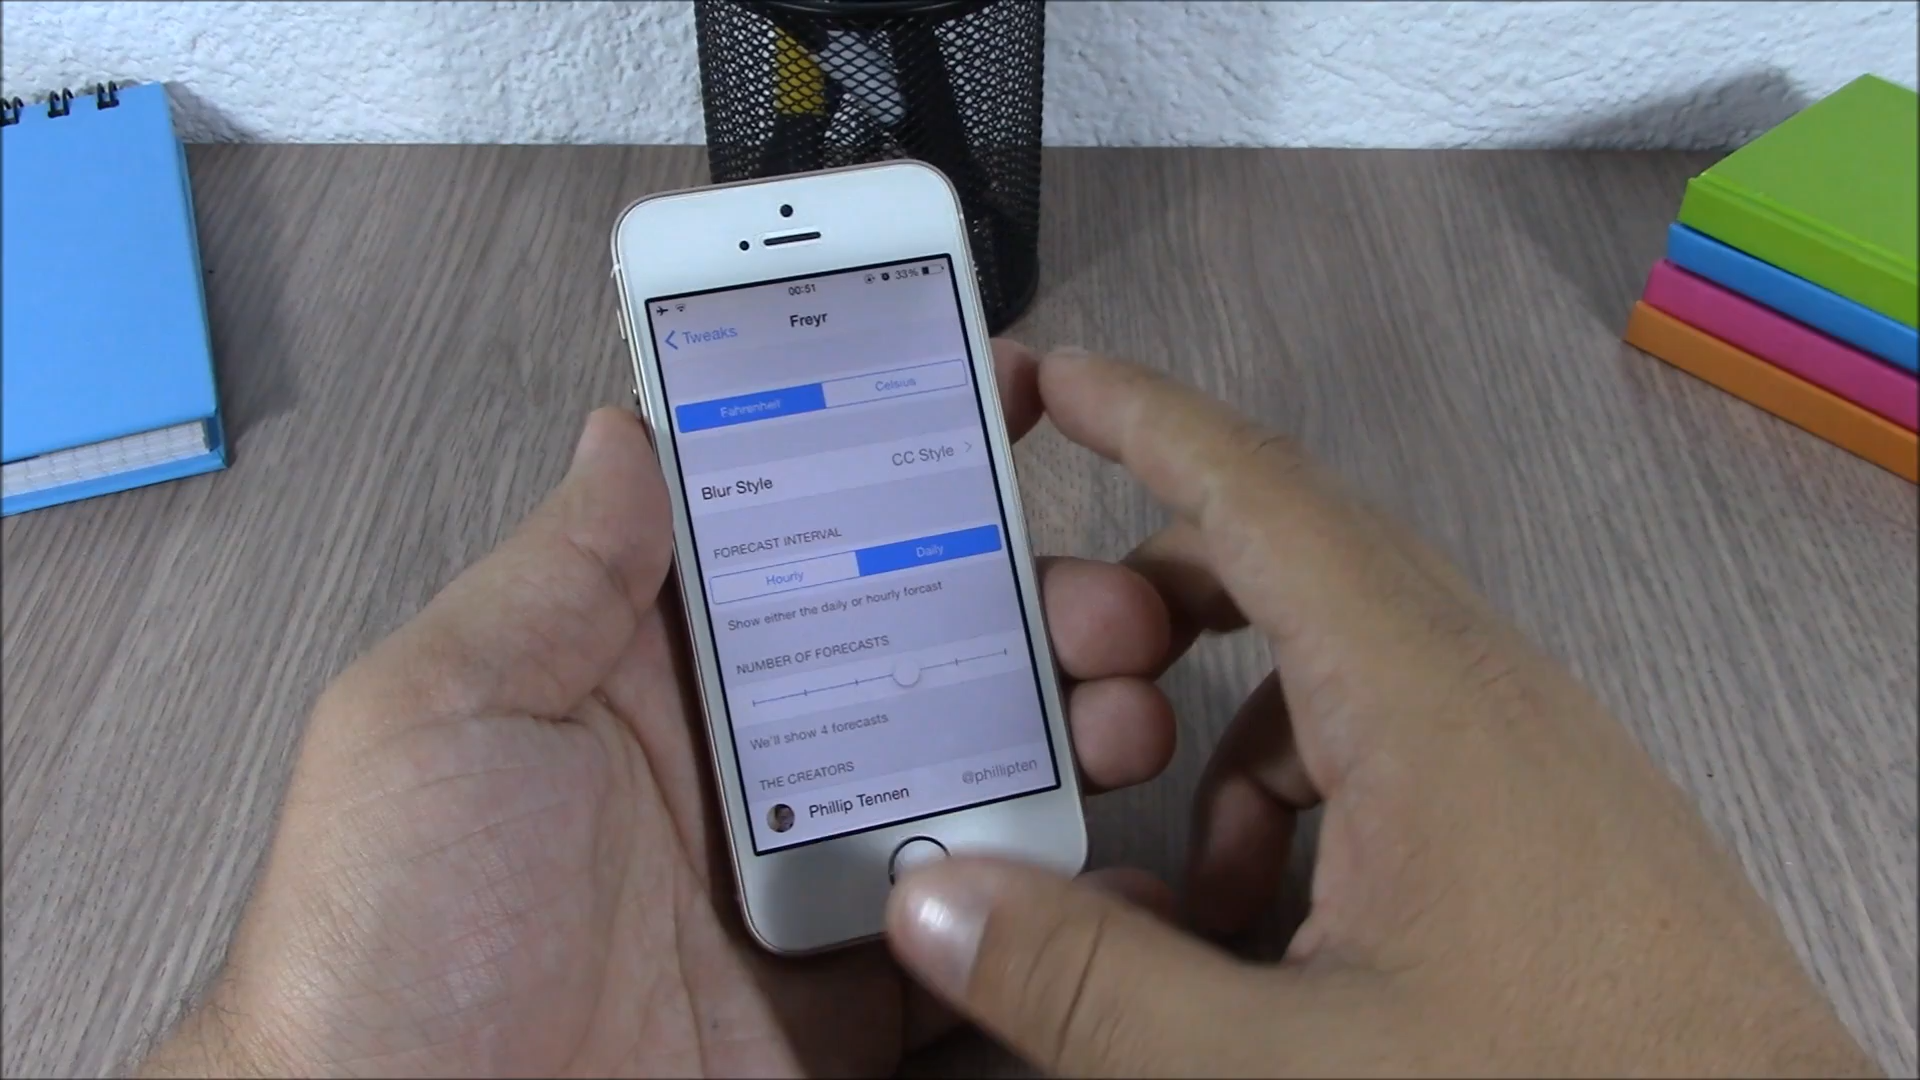 00:51
33%
Tweaks
Freyr
Fahrenheit
Celsius
Blur Style
CC Style
FORECAST INTERVAL
Hourly
Daily
Show either the daily or hourly forcast
NUMBER OF FORECASTS
We'll show 4 forecasts
THE CREATORS
Phillip Tennen
@phillipten